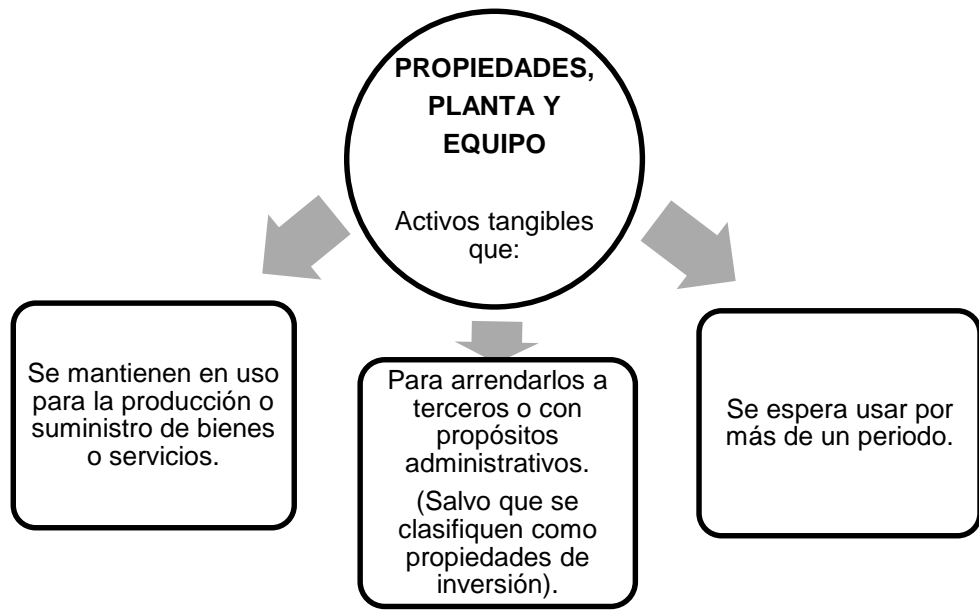 PROPIEDADES,
PLANTA Y
EQUIPO
Activos tangibles
que:
Se mantienen en uso
para la producción o
suministro de bienes
o servicios.
Para arrendarlos a
terceros o con
propósitos
administrativos.
(Salvo que se
clasifiquen como
propiedades de
inversión).
Se espera usar por
más de un periodo.